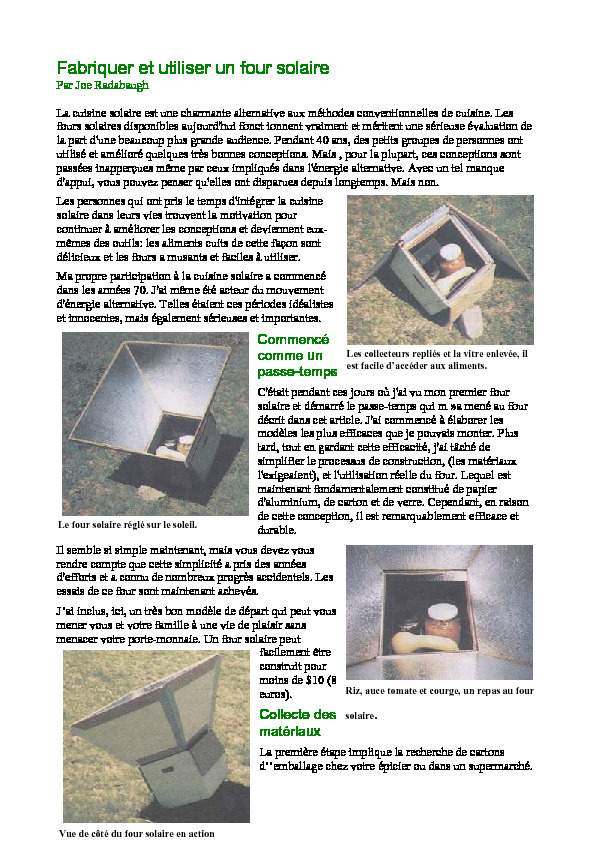 Fabriquer et utiliser un four solaire
Par Joe Radabaugh
La cuisine solaire est une charmante alternative aux méthodes conventionnelles de cuisine. Les
fours solaires disponibles aujourd'hui fonct ionnent vraiment et méritent une sérieuse évaluation de
la part d'une beaucoup plus grande audience. Pendant 40 ans, des petits groupes de personnes ont
utilisé et amélioré quelques très bonnes conceptions. Mais , pour la plupart, ces conceptions sont
passées inaperçues même par ceux impliqués dans l'énergie alternative. Avec un tel manque
d'appui, vous pouvez penser qu'elles ont disparues depuis longtemps. Mais non.
Les personnes qui ont pris le temps d'intégrer la cuisine
solaire dans leurs vies trouvent la motivation pour
continuer à améliorer les conceptions et deviennent eux-
mêmes des outils: les aliments cuits de cette façon sont
délicieux et les fours a musants et faciles à utiliser.
Ma propre participation à la cuisine solaire a commencé
dans les années 70. J'ai même été acteur du mouvement
d'énergie alternative. Telles étaient ces périodes idéalistes
et innocentes, mais également sérieuses et importantes.
Les collecteurs repliés et la vitre enlevée, il
est facile d'accéder aux aliments.
Commencé
comme un
passe-temps
C'était pendant ces jours où j'ai vu mon premier four
solaire et démarré le passe-temps qui m »a mené au four
décrit dans cet article. J'ai commencé à élaborer les
modèles les plus efficaces que je pouvais monter. Plus
tard, tout en gardant cette efficacité, j'ai tâché de
simplifier le processus de construction, (les matériaux
l'exigeaient), et l'utilisation réelle du four. Lequel est
maintenant fondamentalement constitué de papier
d'aluminium, de carton et de verre. Cependant, en raison
de cette conception, il est remarquablement efficace et
durable.
Le four solaire réglé sur le soleil.
Il semble si simple maintenant, mais vous devez vous
rendre compte que cette simplicité a pris des années
d'efforts et a connu de nombreux progrès accidentels. Les
essais de ce four sont maintenant achevés.
J'ai inclus, ici, un très bon modèle de départ qui peut vous
mener vous et votre famille à une vie de plaisir sans
menacer votre porte-monnaie. Un four solaire peut
facilement être
construit pour
moins de $10 (8
euros).
Riz, auce tomate et courge, un repas au four
solaire.
Collecte des
matériaux
La première étape implique la recherche de cartons
d''emballage chez votre épicier ou dans un supermarché.
Vue de côté du four solaire en action